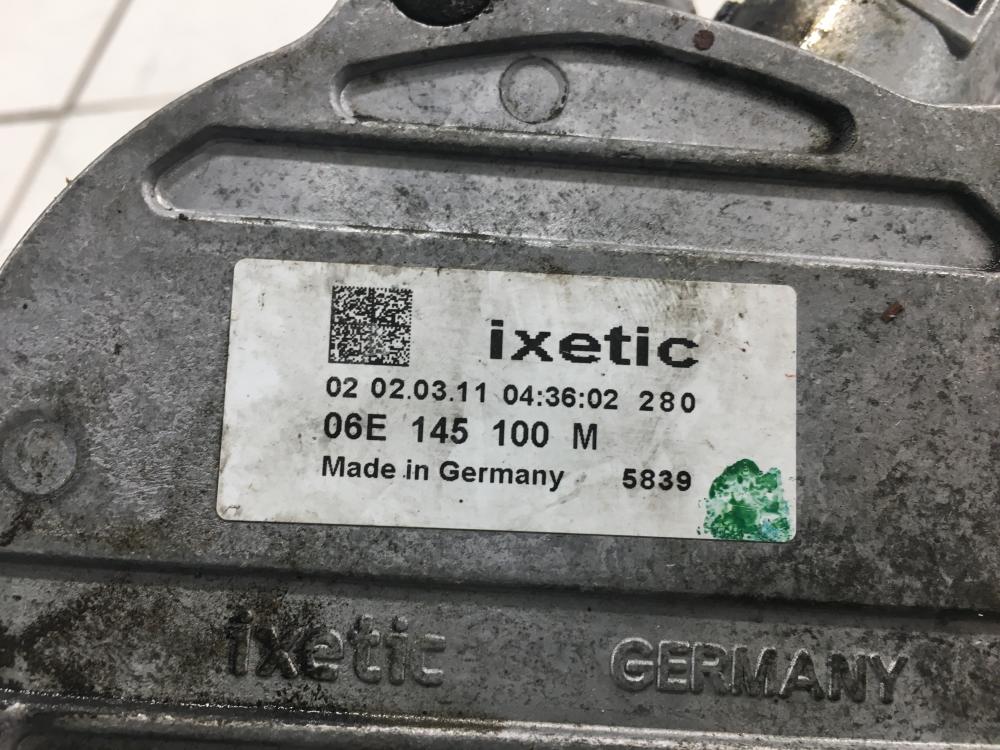 ixetic
02 02.03.11 04:36:02 280
06E 145 100 M
Made in Germany 5839
ixetic GERMANY